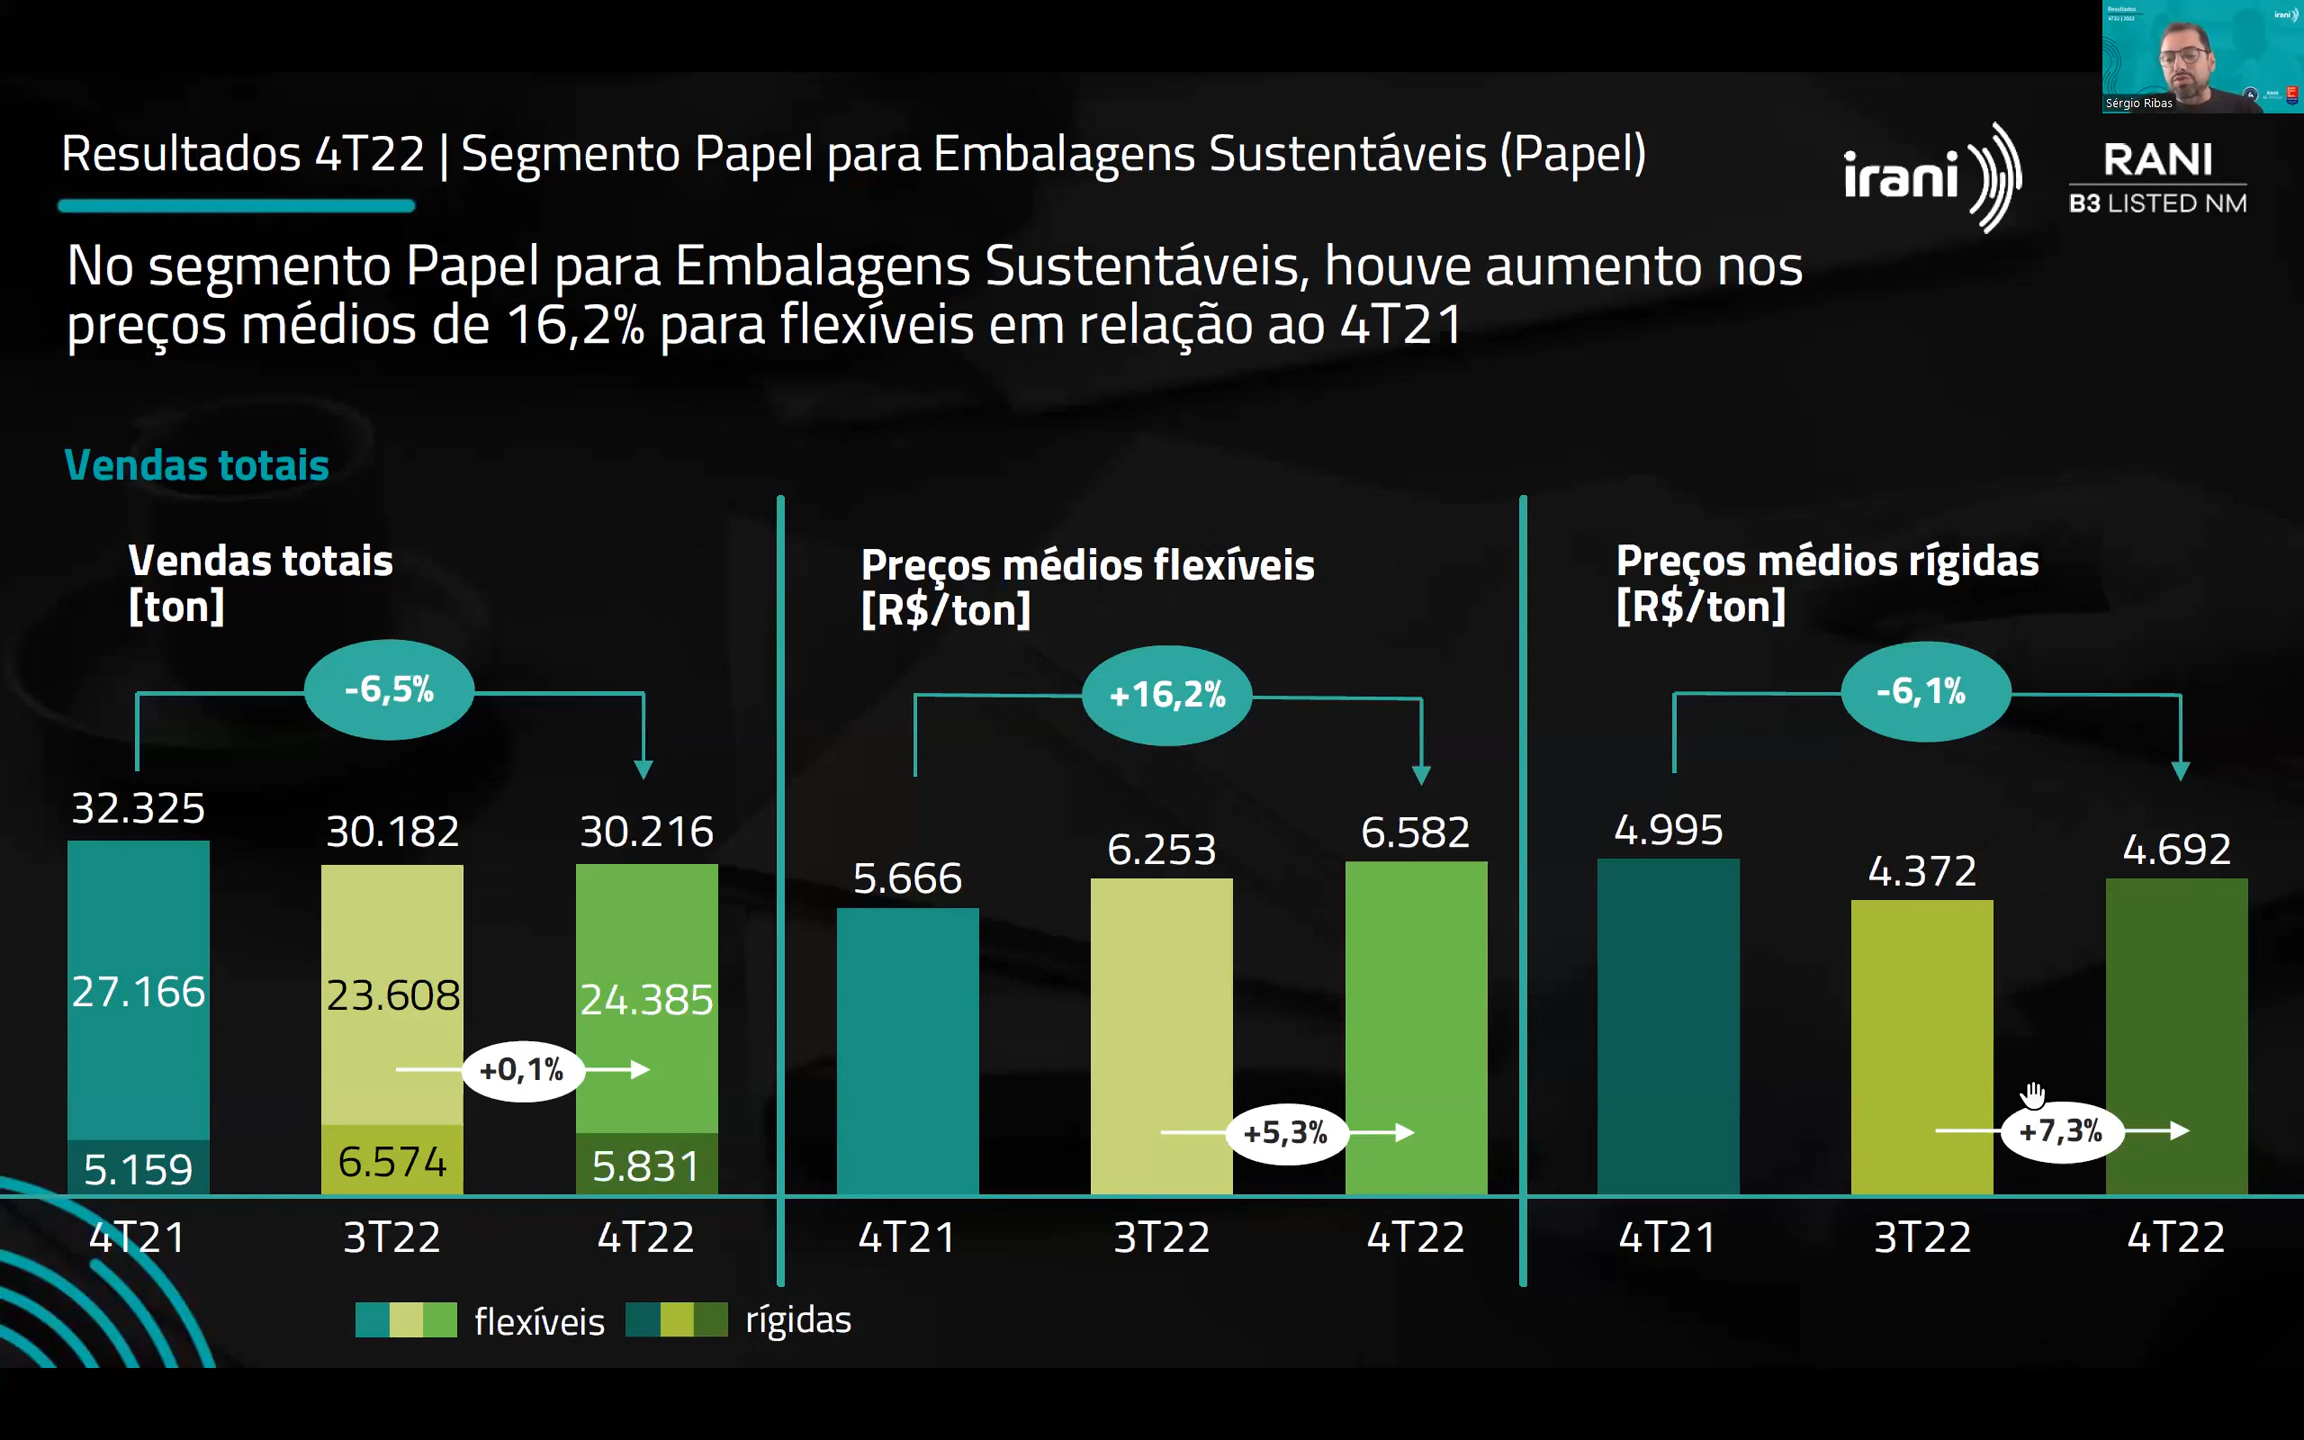 Resultados
4T22 | 2022
irani
Sérgio Ribas
Resultados 4T22 | Segmento Papel para Embalagens Sustentáveis (Papel)
irani
RANI
B3 LISTED NM
No segmento Papel para Embalagens Sustentáveis, houve aumento nos
preços médios de 16,2% para flexíveis em relação ao 4T21
Vendas totais
Vendas totais
[ton]
-6,5%
32.325
30.182
30.216
27.166
23.608
24.385
+0,1%
5.159
6.574
5.831
4T21
3T22
4T22
Preços médios flexíveis
[R$/ton]
+16,2%
5.666
6.253
6.582
+5,3%
4T21
3T22
4T22
Preços médios rígidas
[R$/ton]
-6,1%
4.995
4.372
4.692
+7,3%
4T21
3T22
4T22
flexíveis
rígidas